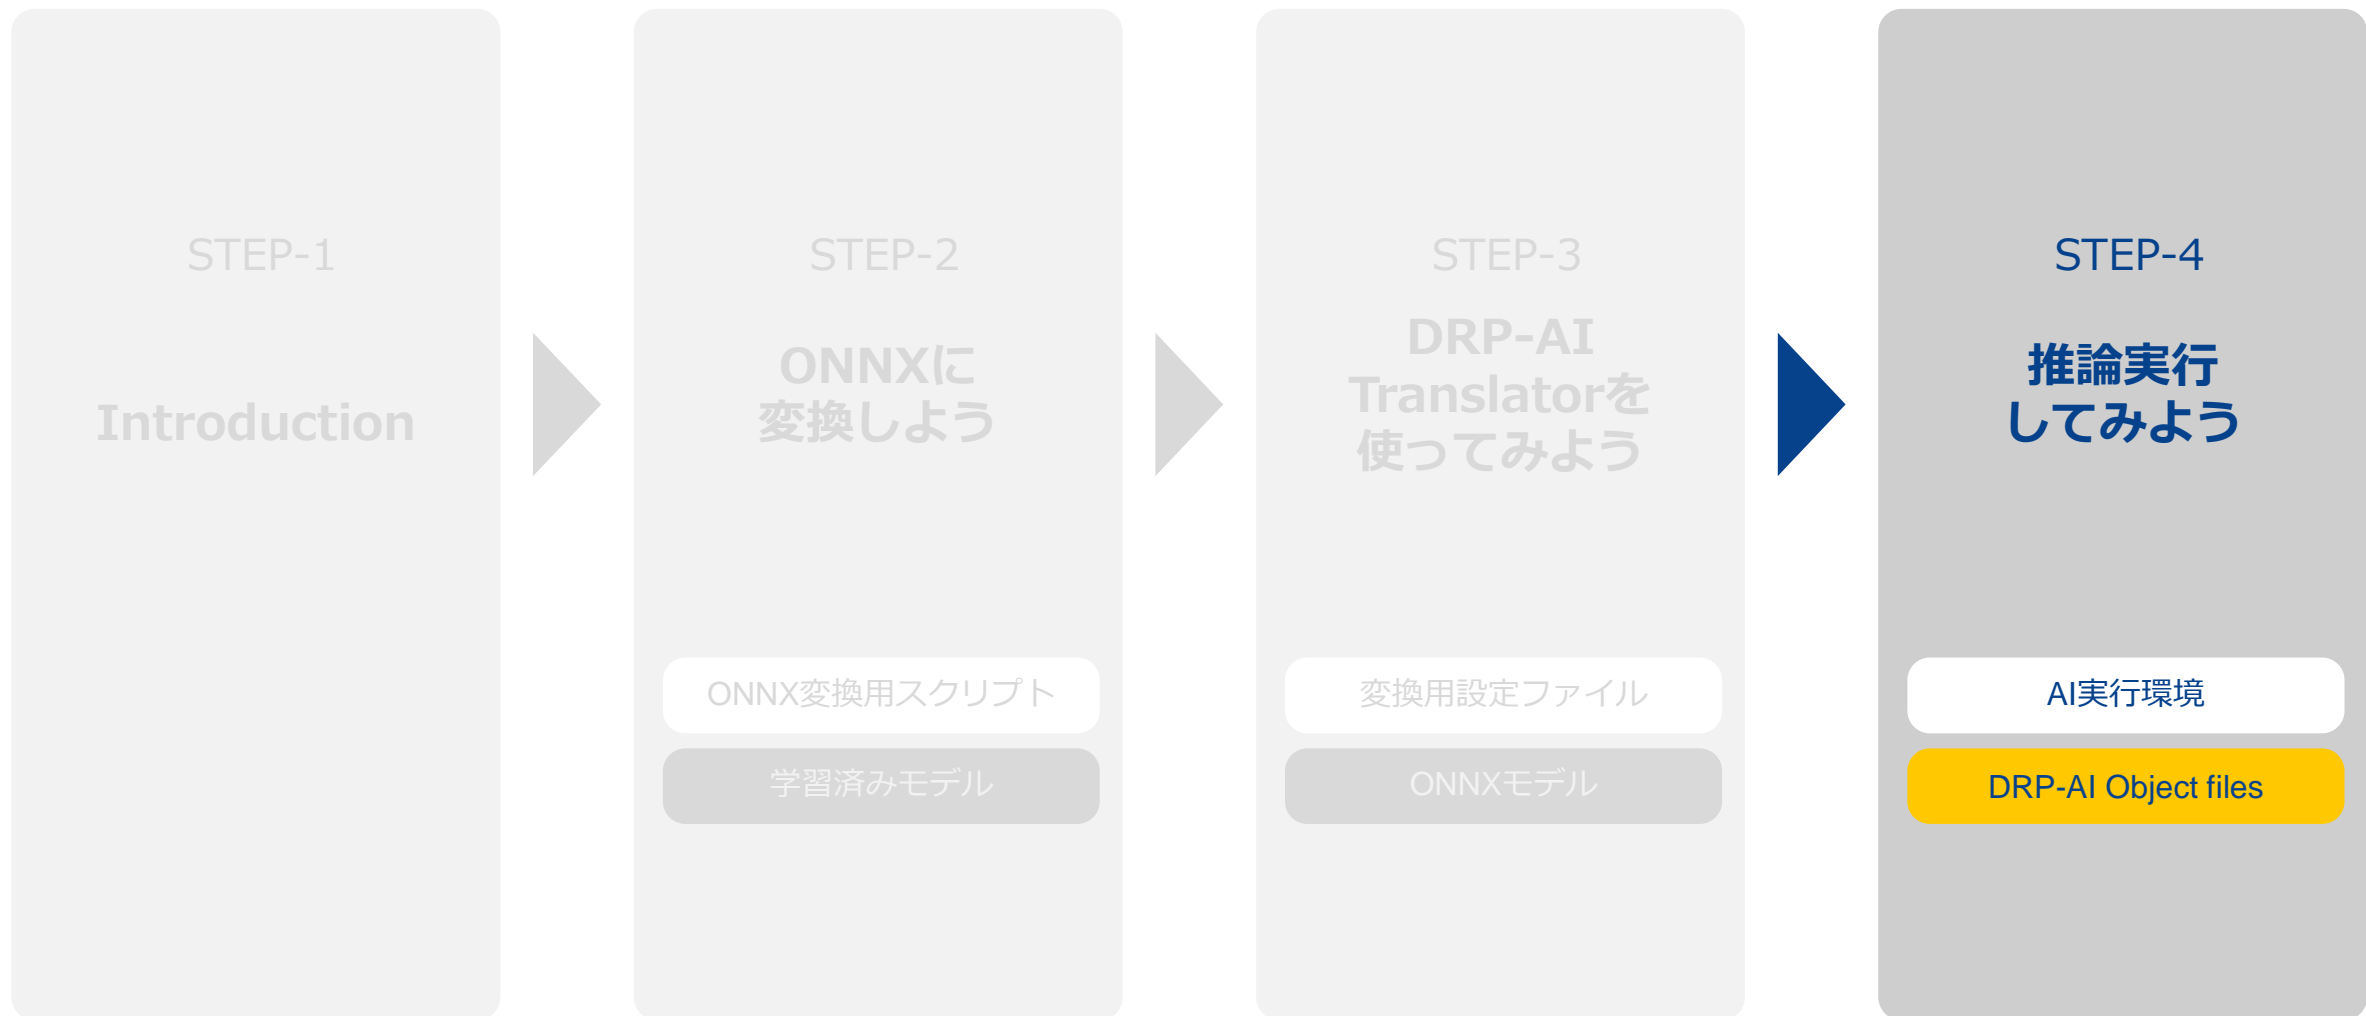 STEP-1
Introduction
STEP-2
ONNXに
変換しよう
ONNX変換用スクリプト
学習済みモデル
STEP-3
DRP-AI
Translatorを
使ってみよう
変換用設定ファイル
ONNXモデル
STEP-4
推論実行
してみよう
AI実行環境
DRP-AI Object files